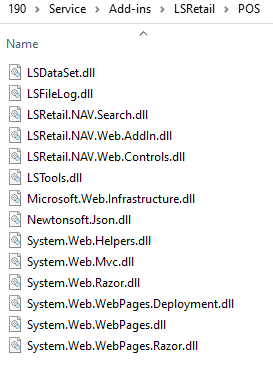 190 > Service > Add-ins > LSRetail > POS
Name
LSDataSet.dll
LSFileLog.dll
LSRetail.NAV.Search.dll
LSRetail.NAV.Web.AddIn.dll
LSRetail.NAV.Web.Controls.dll
LSTools.dll
Microsoft.Web.Infrastructure.dll
Newtonsoft.Json.dll
System.Web.Helpers.dll
System.Web.Mvc.dll
System.Web.Razor.dll
System.Web.WebPages.Deployment.dll
System.Web.WebPages.dll
System.Web.WebPages.Razor.dll